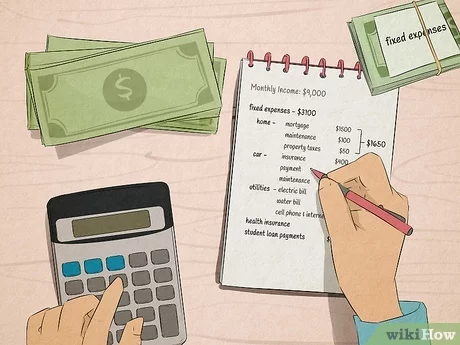 fixed expenses
$
Monthly Income: $9,000
fixed expenses - $3100
home - mortgage $1500
maintenance $100 $1650
property taxes $50
car - insurance $400
payment
maintenance
utilities - electric bill
water bill
cell phone &
health insurance
student loan payments $
wikiHow